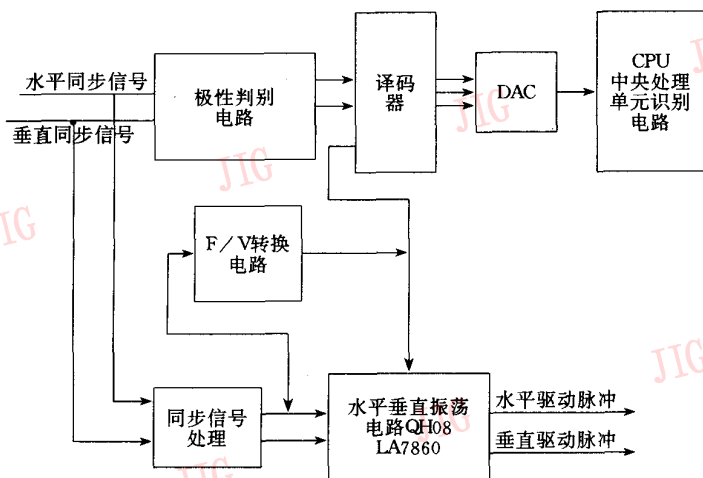 水平同步信号
垂直同步信号
极性判别
电路
译码
器
DAC
CPU
中央处理
单元识别
电路
F/V转换
电路
同步信号
处理
水平垂直振荡
电路QH08
LA7860
水平驱动脉冲
垂直驱动脉冲
JIG
JIG
JIG
JIG
JIG
JIG